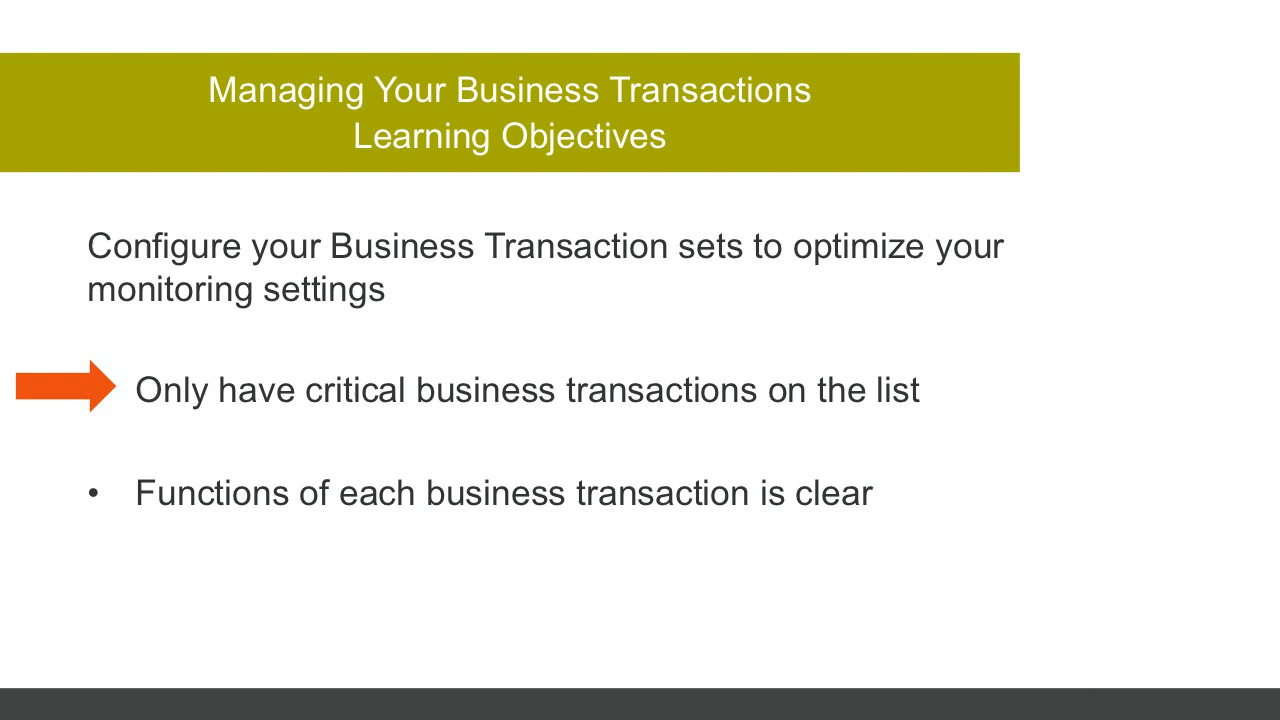 Managing Your Business Transactions
Learning Objectives
Configure your Business Transaction sets to optimize your
monitoring settings
Only have critical business transactions on the list
• Functions of each business transaction is clear